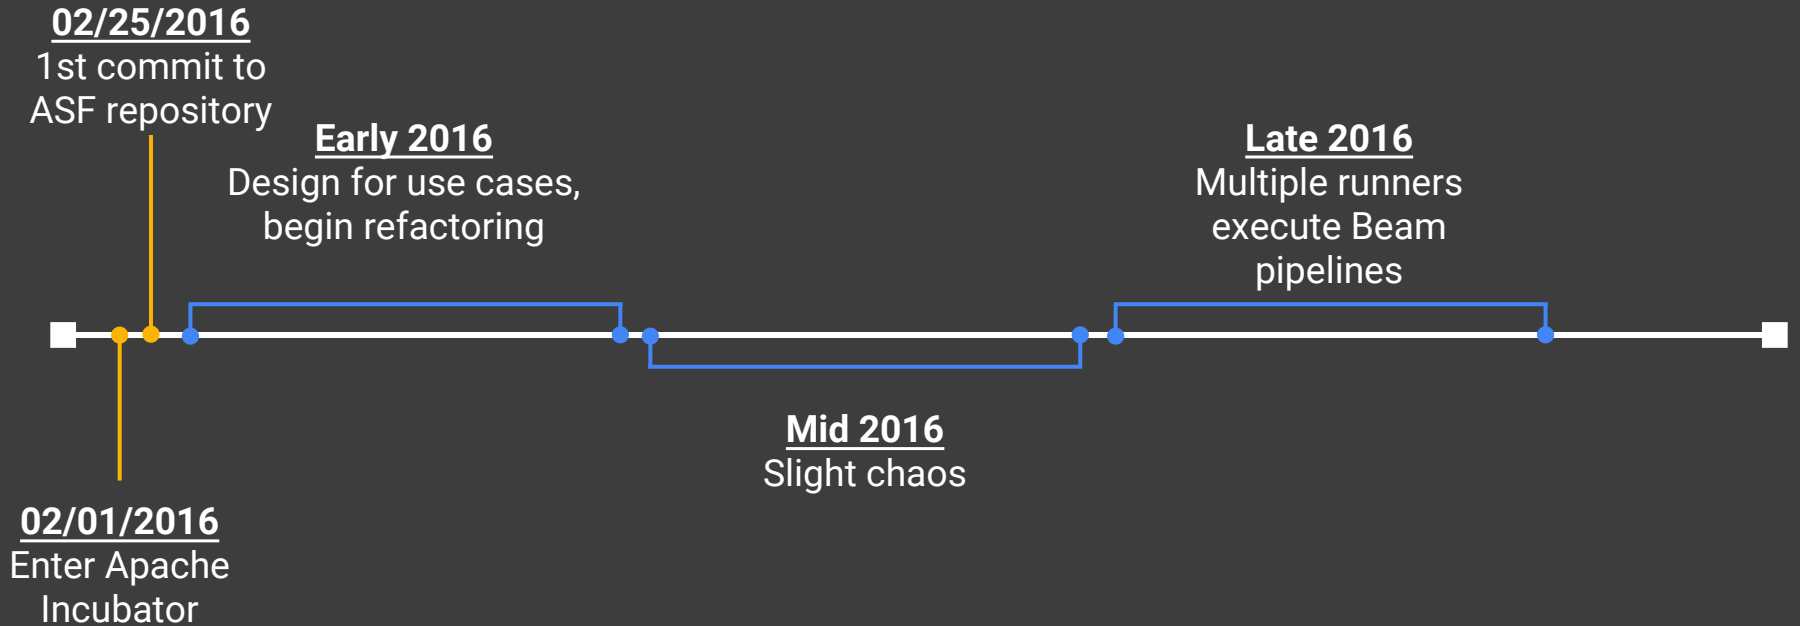 02/25/2016
1st commit to
ASF repository
Early 2016
Design for use cases,
begin refactoring
Late 2016
Multiple runners
execute Beam
pipelines
Mid 2016
Slight chaos
02/01/2016
Enter Apache
Incubator